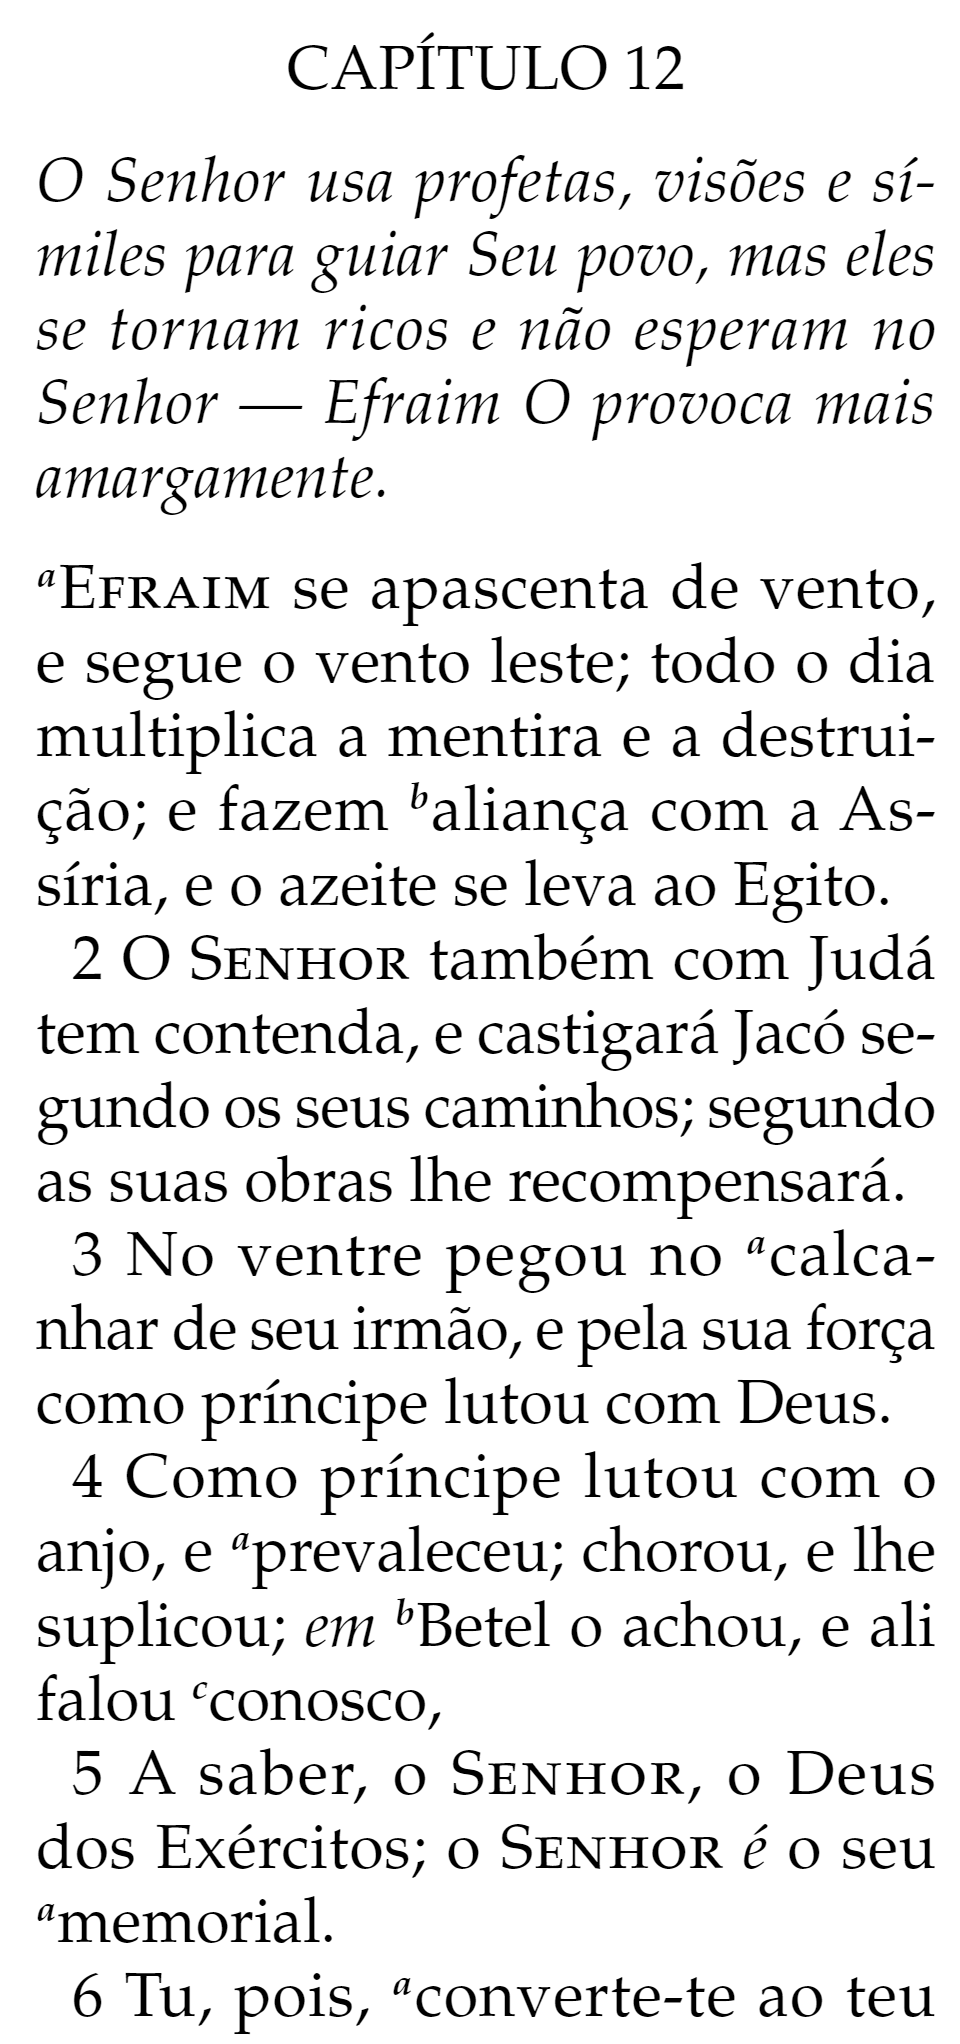 CAPÍTULO 12
O Senhor usa profetas, visões e sí-
miles para guiar Seu povo, mas eles
se tornam ricos e não esperam no
Senhor — Efraim O provoca mais
amargamente.
aEFRAIM se apascenta de vento,
e segue o vento leste; todo o dia
multiplica a mentira e a destrui-
ção; e fazem baliança com a As-
síria, e o azeite se leva ao Egito.
2 O SENHOR também com Judá
tem contenda, e castigará Jacó se-
gundo os seus caminhos; segundo
as suas obras lhe recompensará.
3 No ventre pegou no acalca-
nhar de seu irmão, e pela sua força
como príncipe lutou com Deus.
4 Como príncipe lutou com o
anjo, e aprevaleceu; chorou, e lhe
suplicou; em bBetel o achou, e ali
falou cconosco,
5 A saber, o SENHOR, o Deus
dos Exércitos; o SENHOR é o seu
amemorial.
6 Tu, pois, aconverte-te ao teu